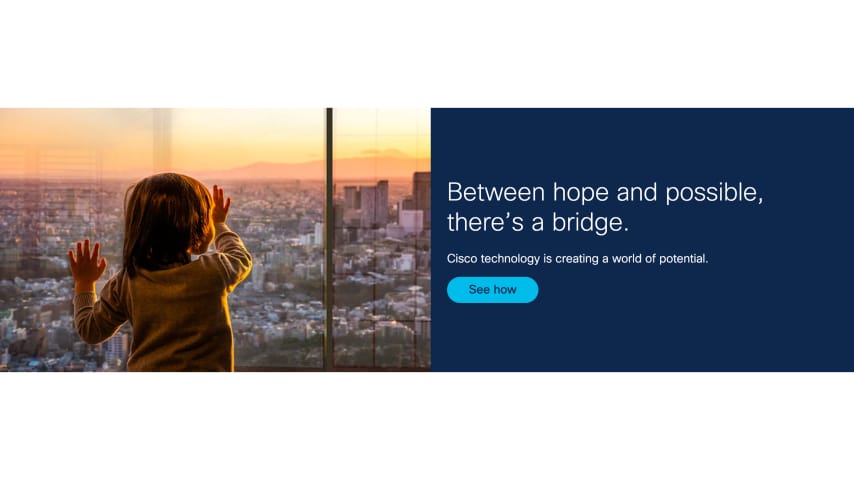 Between hope and possible,
there’s a bridge.
Cisco technology is creating a world of potential.
See how